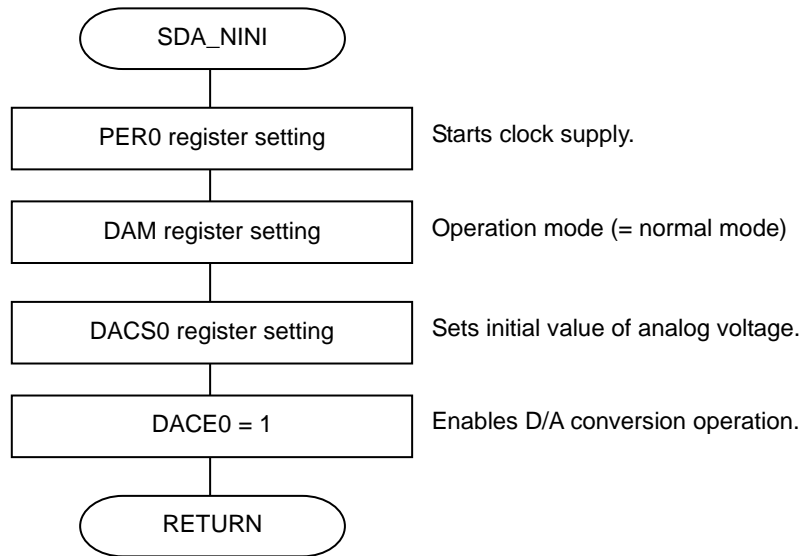 SDA_NINI
PER0 register setting
Starts clock supply.
DAM register setting
Operation mode (= normal mode)
DACS0 register setting
Sets initial value of analog voltage.
DACE0 = 1
Enables D/A conversion operation.
RETURN